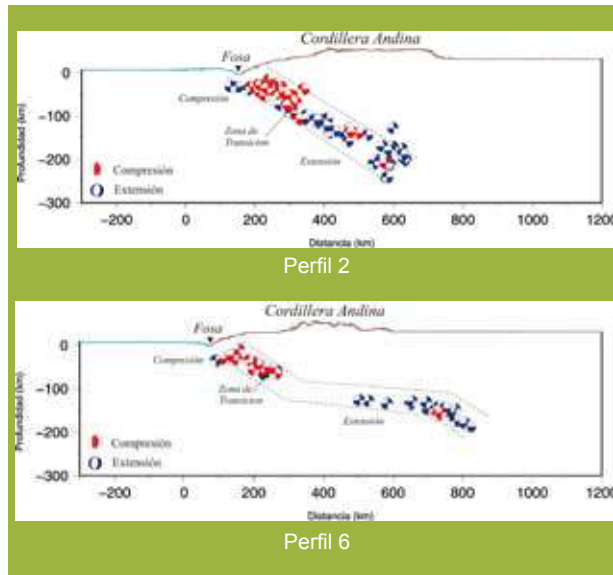 Cordillera Andina
Fosa
0
Compresión
−100
Zona de
Transicion
Extensión
−200
Compresión
Extensión
−300
Profundidad (km)
−200 0 200 400 600 800 1000 1200
Distancia (km)
Perfil 2
Cordillera Andina
Fosa
0
Compresión
−100
Zona de
Transicion
Extensión
−200
Compresión
Extensión
−300
Profundidad (km)
−200 0 200 400 600 800 1000 1200
Distancia (km)
Perfil 6